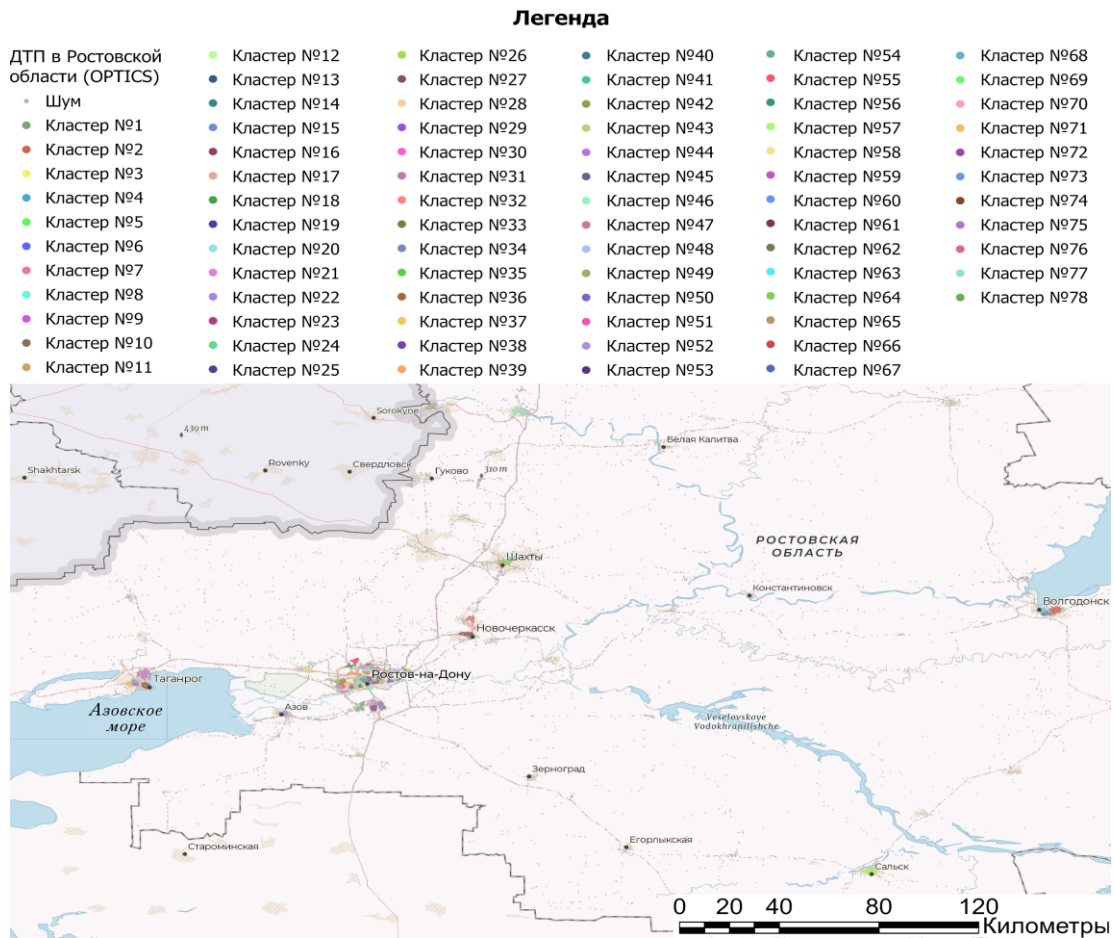 Легенда
ДТП в Ростовской
области (OPTICS)
Шум
Кластер №1
Кластер №2
Кластер №3
Кластер №4
Кластер №5
Кластер №6
Кластер №7
Кластер №8
Кластер №9
Кластер №10
Кластер №11
Кластер №12
Кластер №13
Кластер №14
Кластер №15
Кластер №16
Кластер №17
Кластер №18
Кластер №19
Кластер №20
Кластер №21
Кластер №22
Кластер №23
Кластер №24
Кластер №25
Кластер №26
Кластер №27
Кластер №28
Кластер №29
Кластер №30
Кластер №31
Кластер №32
Кластер №33
Кластер №34
Кластер №35
Кластер №36
Кластер №37
Кластер №38
Кластер №39
Кластер №40
Кластер №41
Кластер №42
Кластер №43
Кластер №44
Кластер №45
Кластер №46
Кластер №47
Кластер №48
Кластер №49
Кластер №50
Кластер №51
Кластер №52
Кластер №53
Кластер №54
Кластер №55
Кластер №56
Кластер №57
Кластер №58
Кластер №59
Кластер №60
Кластер №61
Кластер №62
Кластер №63
Кластер №64
Кластер №65
Кластер №66
Кластер №67
Кластер №68
Кластер №69
Кластер №70
Кластер №71
Кластер №72
Кластер №73
Кластер №74
Кластер №75
Кластер №76
Кластер №77
Кластер №78
Sorokyne
439 m
Белая Калитва
Shakhtarsk
Rovenky
Свердловск
Гуково
310 m
РОСТОВСКАЯ
ОБЛАСТЬ
Шахты
Константиновск
Волгодонск
Новочеркасск
Ростов-на-Дону
Таганрог
Азовское
море
Азов
Veselovskoye
Vodokhranilishche
Зерноград
Егорлыкская
Староминская
Сальск
0 20 40 80 120
Километры